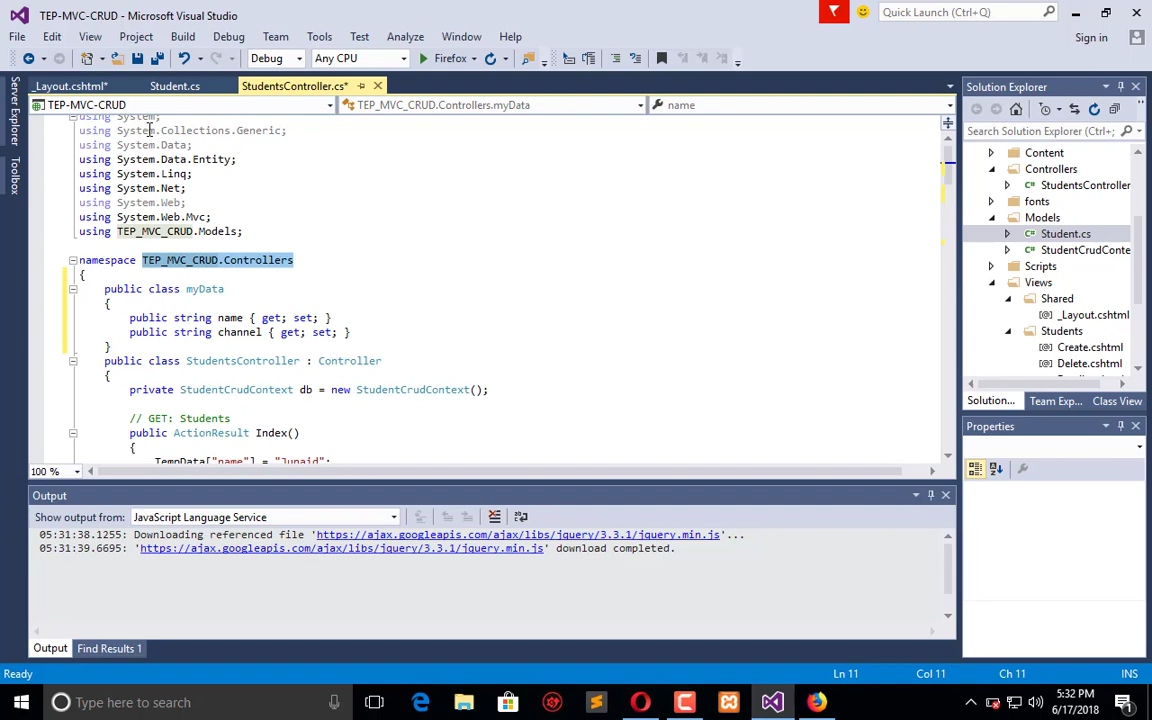 TEP-MVC-CRUD - Microsoft Visual Studio
Quick Launch (Ctrl+Q)
File Edit View Project Build Debug Team Tools Test Analyze Window Help
Sign in
Debug Any CPU Firefox
_Layout.cshtml* Student.cs StudentsController.cs*
TEP-MVC-CRUD TEP_MVC_CRUD.Controllers.myData name
Server Explorer
Toolbox
using System;
using System.Collections.Generic;
using System.Data;
using System.Data.Entity;
using System.Linq;
using System.Net;
using System.Web;
using System.Web.Mvc;
using TEP_MVC_CRUD.Models;
namespace TEP_MVC_CRUD.Controllers
{
public class myData
{
public string name { get; set; }
public string channel { get; set; }
}
public class StudentsController : Controller
{
private StudentCrudContext db = new StudentCrudContext();
// GET: Students
public ActionResult Index()
{
TempData["name"] = "Junaid";
100 %
Solution Explorer
Search Solution Explorer (Ctrl+;)
Content
Controllers
StudentsController
fonts
Models
Student.cs
StudentCrudConte
Scripts
Views
Shared
_Layout.cshtml
Students
Create.cshtml
Delete.cshtml
Solution... Team Exp... Class View
Properties
Output
Show output from: JavaScript Language Service
05:31:38.1255: Downloading referenced file 'https://ajax.googleapis.com/ajax/libs/jquery/3.3.1/jquery.min.js'...
05:31:39.6695: 'https://ajax.googleapis.com/ajax/libs/jquery/3.3.1/jquery.min.js' download completed.
Output Find Results 1
Ready Ln 11 Col 11 Ch 11 INS
Type here to search
5:32 PM
6/17/2018